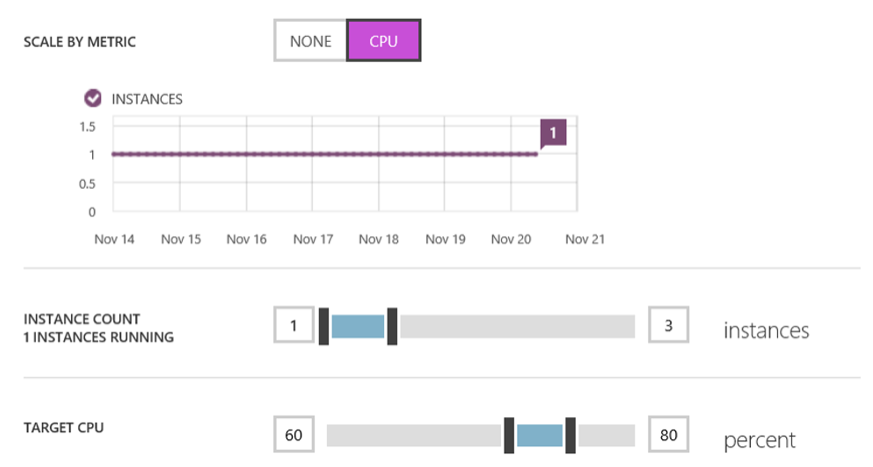 SCALE BY METRIC
NONE CPU
INSTANCES
1.5
1
0.5
0
1
Nov 14 Nov 15 Nov 16 Nov 17 Nov 18 Nov 19 Nov 20 Nov 21
INSTANCE COUNT
1 INSTANCES RUNNING
1 3 instances
TARGET CPU
60 80 percent